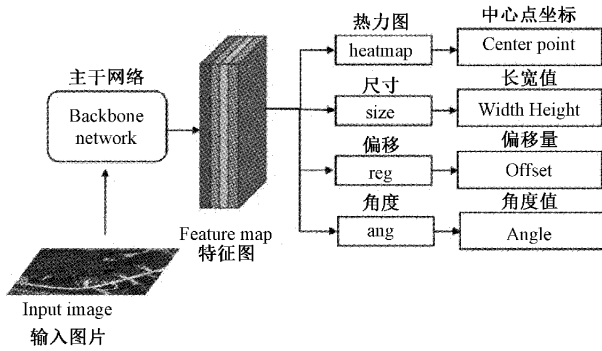 主干网络
Backbone
network
Input image
输入图片
Feature map
特征图
热力图
heatmap
中心点坐标
Center point
尺寸
size
长宽值
Width Height
偏移
reg
偏移量
Offset
角度
ang
角度值
Angle